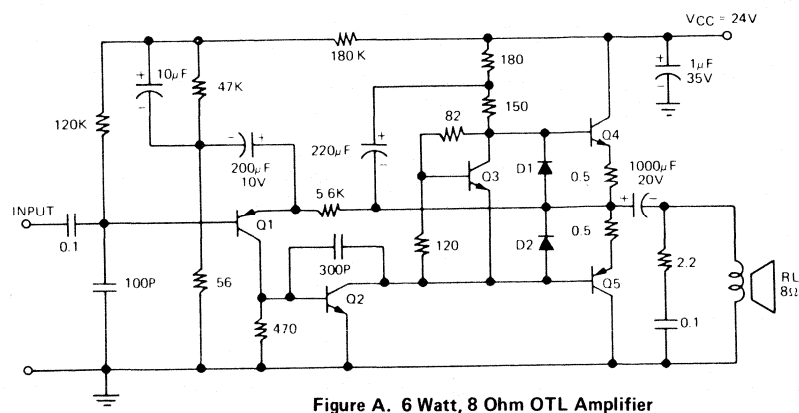 VCC = 24V
180K
180
10µF
+
-
47K
+
1µF
35V
-
150
120K
82
Q4
-
+
200µF
10V
220µF
+
-
Q3
D1
0.5
1000µF
20V
5.6K
+
-
INPUT
0.1
Q1
0.5
120
D2
2.2
100P
56
300P
Q5
RL
8Ω
Q2
470
0.1
Figure A. 6 Watt, 8 Ohm OTL Amplifier